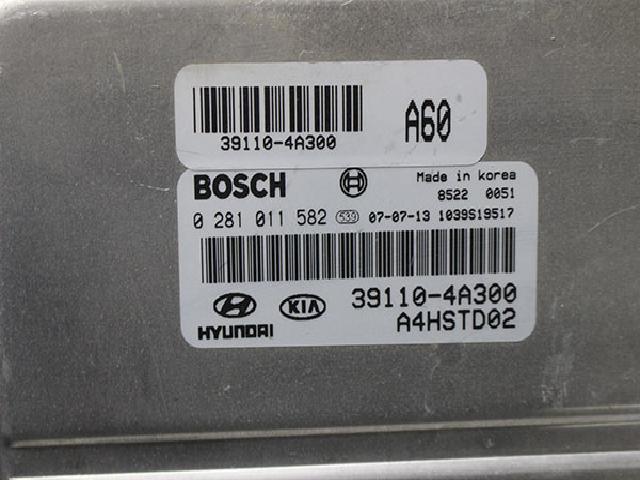 39110-4A300
A60
BOSCH
Made in korea
8522 0051
0 281 011 582 533 07-07-13 1039S19517
HYUNDAI
KIA
39110-4A300
A4HSTD02